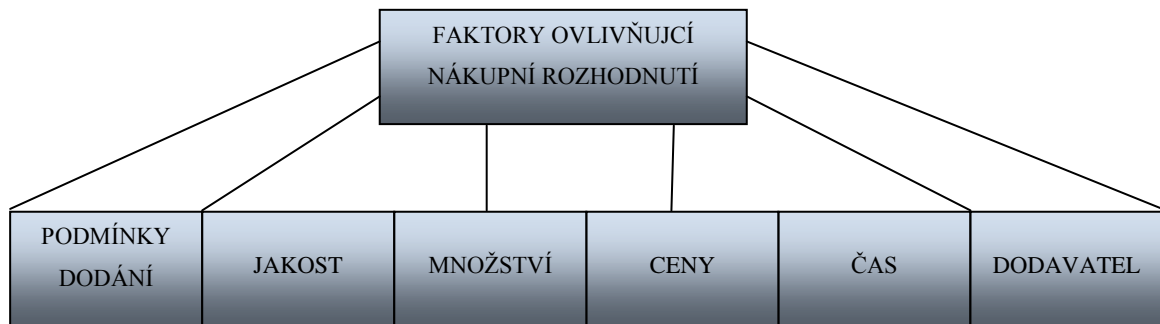 FAKTORY OVLIVŇUJCÍ
NÁKUPNÍ ROZHODNUTÍ
PODMÍNKY
DODÁNÍ
JAKOST
MNOŽSTVÍ
CENY
ČAS
DODAVATEL